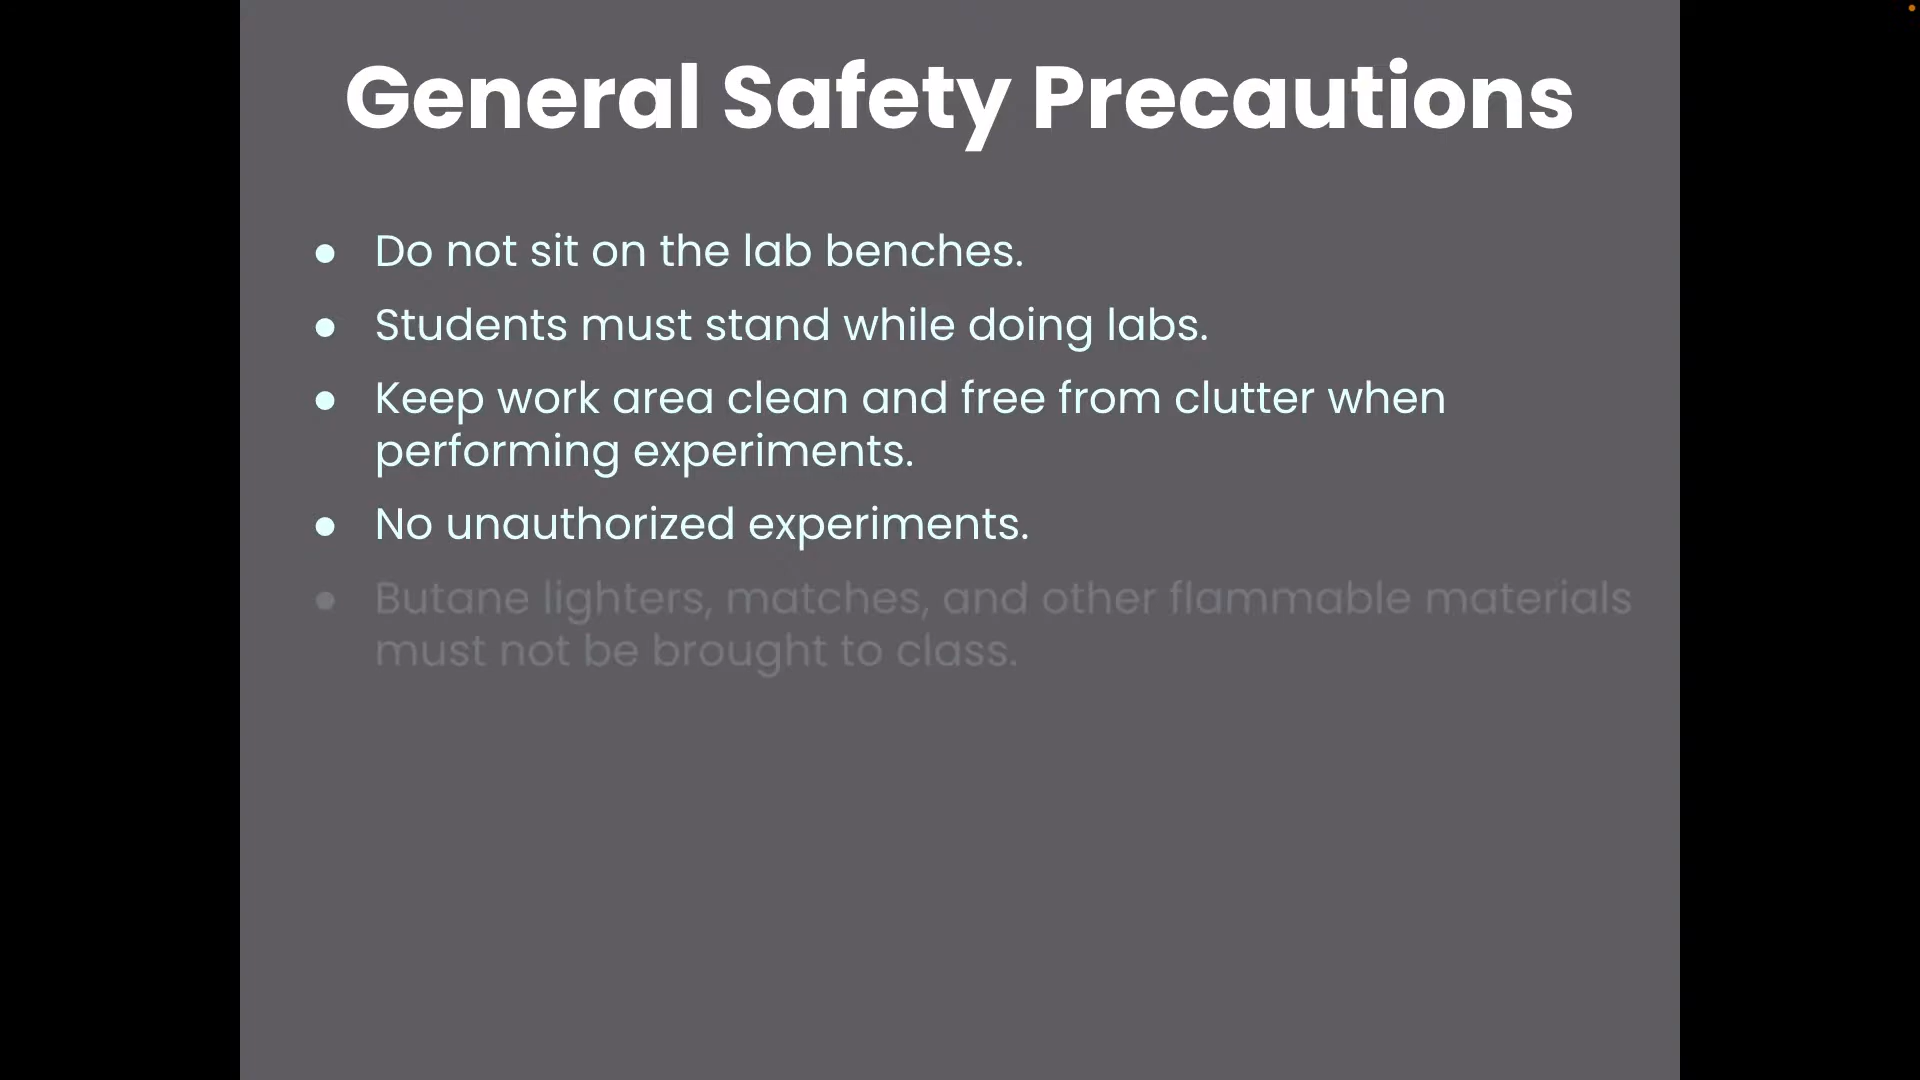 General Safety Precautions
● Do not sit on the lab benches.
● Students must stand while doing labs.
● Keep work area clean and free from clutter when
performing experiments.
● No unauthorized experiments.
● Butane lighters, matches, and other flammable materials
must not be brought to class.